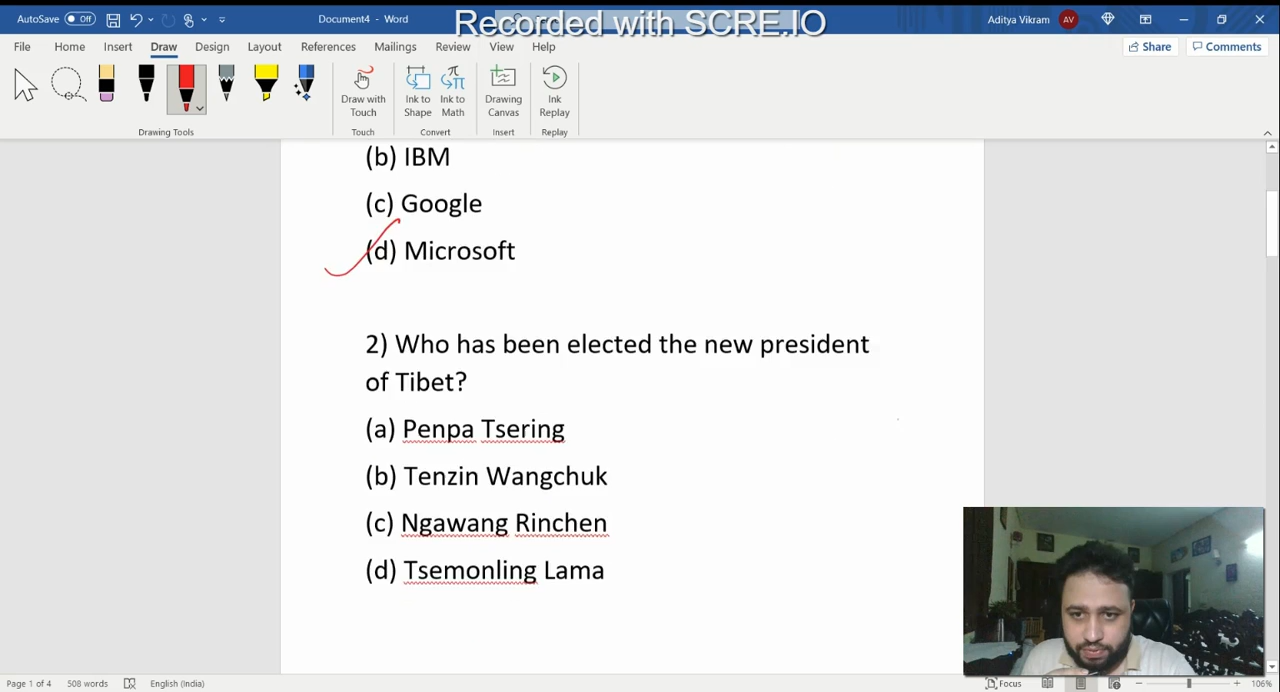 AutoSave Off Document4 - Word Aditya Vikram AV
Recorded with SCRE.IO
File Home Insert Draw Design Layout References Mailings Review View Help Share Comments
Draw with Touch
Ink to Shape
Ink to Math
Drawing Canvas
Ink Replay
Drawing Tools Touch Convert Insert Replay
(b) IBM
(c) Google
(d) Microsoft
2) Who has been elected the new president
of Tibet?
(a) Penpa Tsering
(b) Tenzin Wangchuk
(c) Ngawang Rinchen
(d) Tsemonling Lama
Page 1 of 4 508 words English (India) Focus 106%